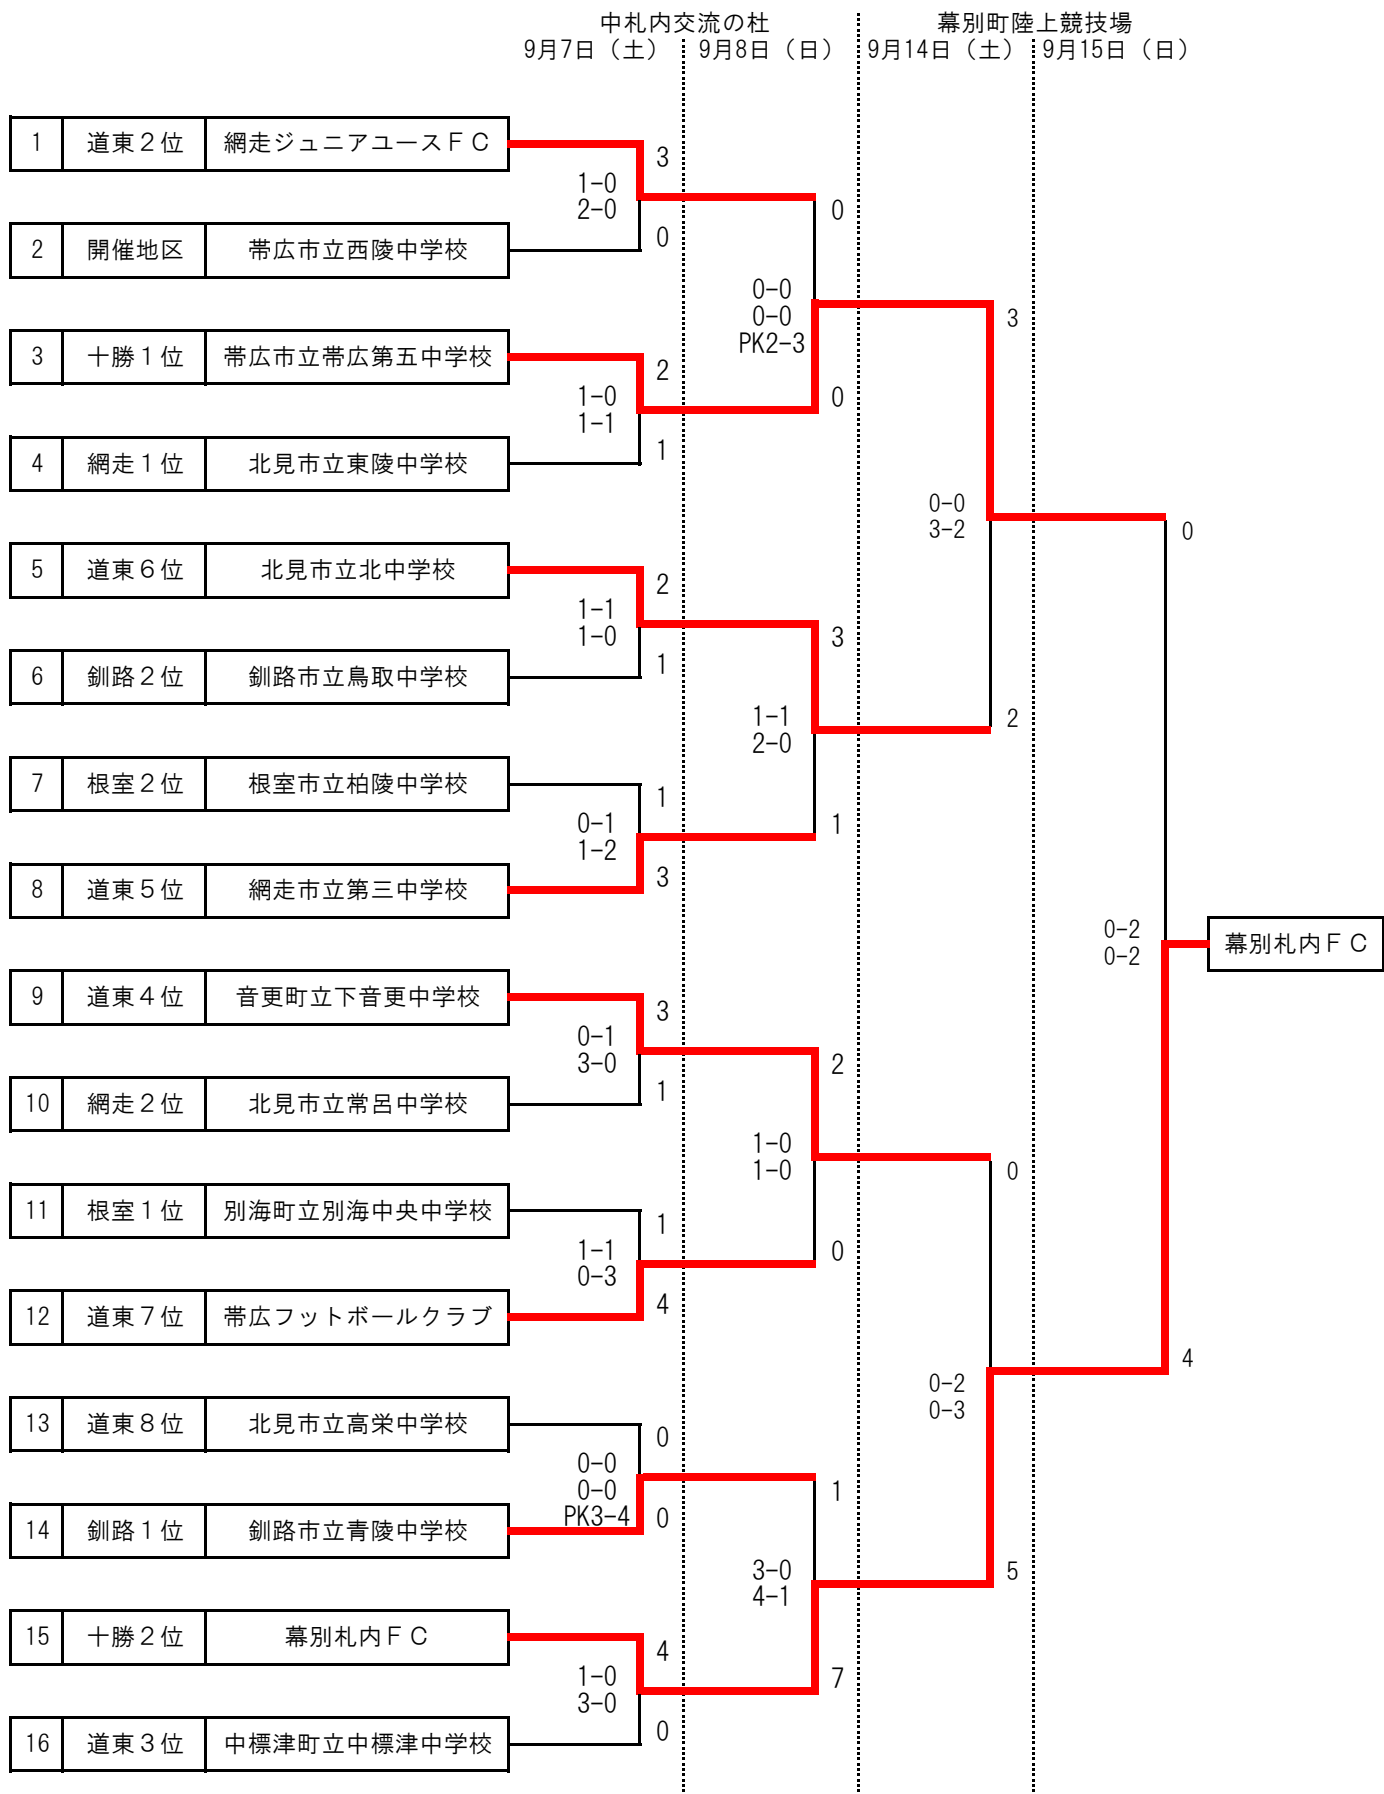 中札内交流の杜 幕別町陸上競技場
9月7日（土） 9月8日（日） 9月14日（土） 9月15日（日）
1 道東２位 網走ジュニアユースＦＣ
3
1-0
2-0
0
0
2 開催地区 帯広市立西陵中学校
0-0
0-0
PK2-3
3
3 十勝１位 帯広市立帯広第五中学校
2
1-0
1-1
0
1
4 網走１位 北見市立東陵中学校
0-0
3-2
0
5 道東６位 北見市立北中学校
2
1-1
1-0
3
1
6 釧路２位 釧路市立鳥取中学校
1-1
2-0
2
7 根室２位 根室市立柏陵中学校
1
0-1
1-2
1
3
8 道東５位 網走市立第三中学校
0-2
0-2
幕別札内ＦＣ
9 道東４位 音更町立下音更中学校
3
0-1
3-0
2
1
10 網走２位 北見市立常呂中学校
1-0
1-0
0
11 根室１位 別海町立別海中央中学校
1
1-1
0-3
0
4
12 道東７位 帯広フットボールクラブ
0-2
0-3
4
13 道東８位 北見市立高栄中学校
0
0-0
0-0
PK3-4
1
0
14 釧路１位 釧路市立青陵中学校
3-0
4-1
5
15 十勝２位 幕別札内ＦＣ
4
1-0
3-0
7
0
16 道東３位 中標津町立中標津中学校